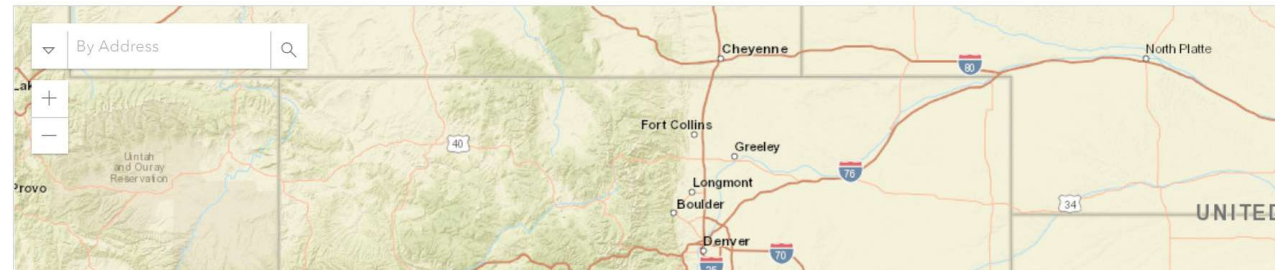 By Address
Cheyenne
North Platte
80
Lak
Fort Collins
40
Greeley
Uintah
and Ouray
Reservation
76
Provo
Longmont
Boulder
34
UNITED
Denver
70
25